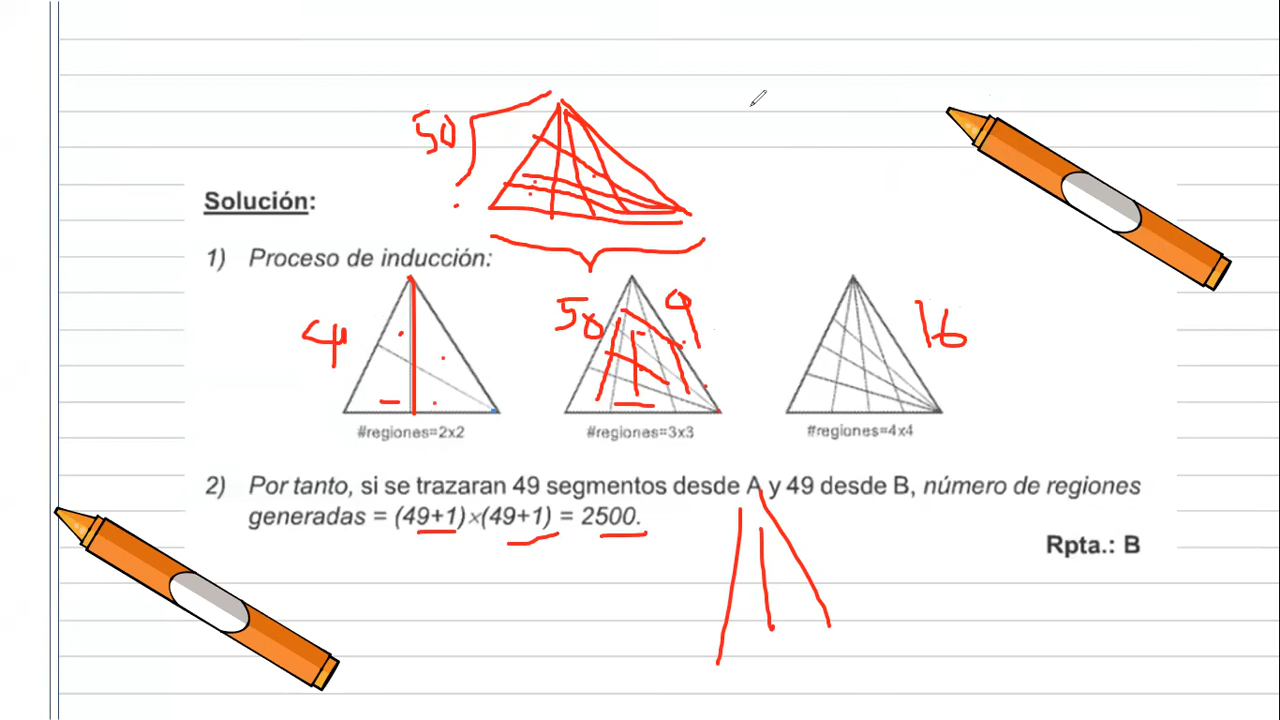 50
Solución:
1) Proceso de inducción:
4 50 9 16
#regiones=2x2 #regiones=3x3 #regiones=4x4
2) Por tanto, si se trazaran 49 segmentos desde A y 49 desde B, número de regiones
generadas = (49+1)×(49+1) = 2500.
Rpta.: B